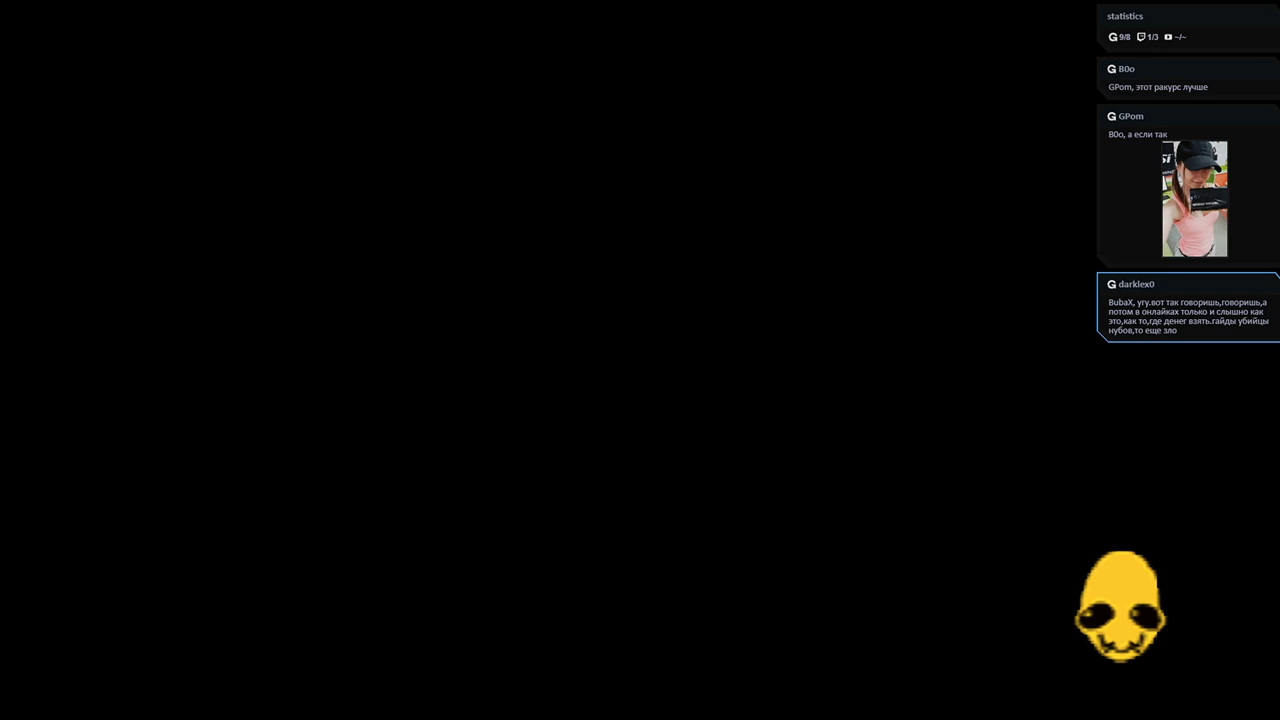 statistics
9/8 1/3 ~/~
B0o
GPom, этот ракурс лучше
GPom
B0o, а если так
darklex0
BubaX, угу.вот так говоришь,говоришь,а
потом в онлайках только и слышно как
это,как то,где денег взять.гайды убийцы
нубов,то еще зло